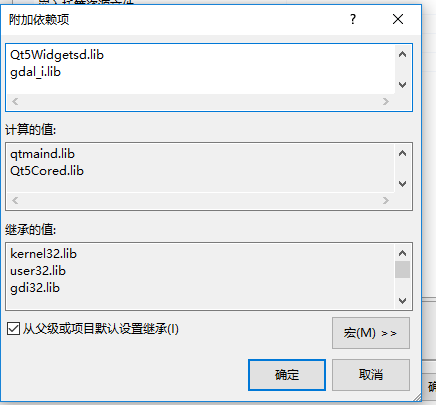 附加依赖项
Qt5Widgetsd.lib
gdal_i.lib
计算的值:
qtmaind.lib
Qt5Cored.lib
继承的值:
kernel32.lib
user32.lib
gdi32.lib
从父级或项目默认设置继承(I)
宏(M) >>
确定
取消